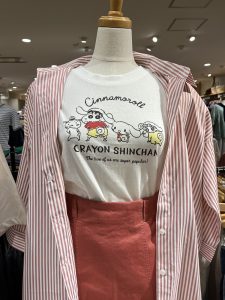 Cinnamoroll
CRAYON SHINCHAN
The two of us are super popular!